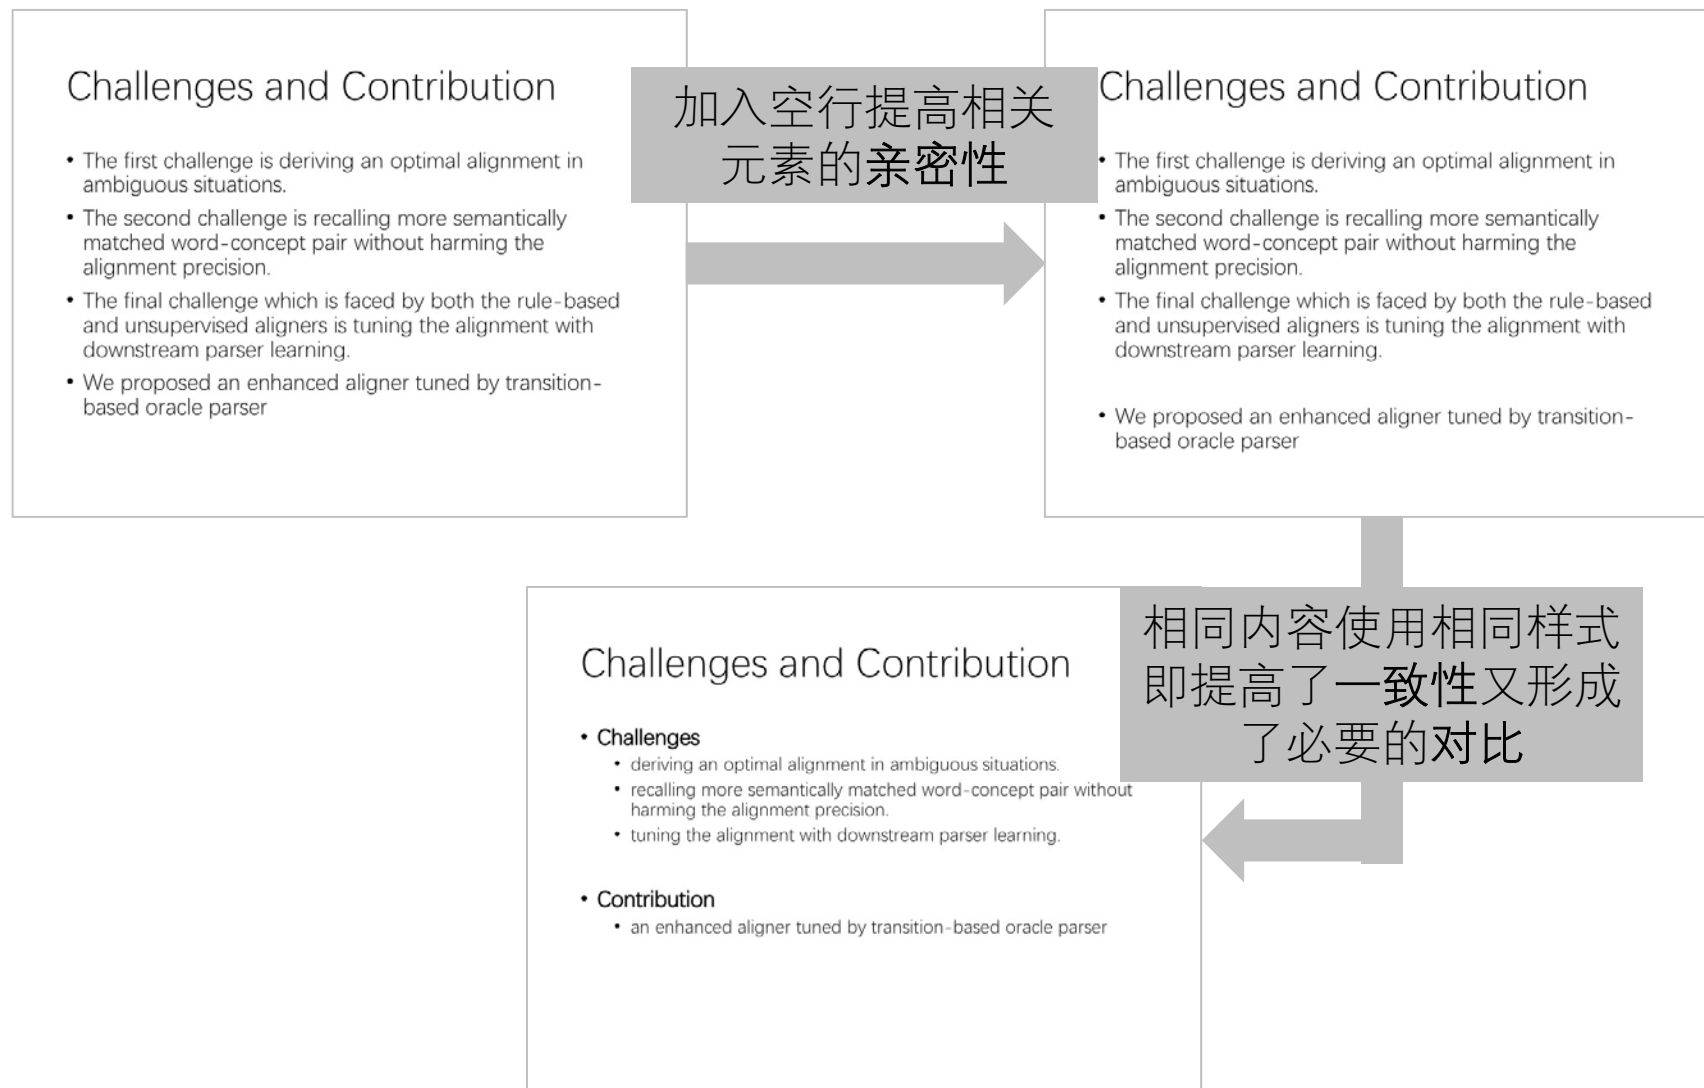 Challenges and Contribution
• The first challenge is deriving an optimal alignment in
ambiguous situations.
• The second challenge is recalling more semantically
matched word-concept pair without harming the
alignment precision.
• The final challenge which is faced by both the rule-based
and unsupervised aligners is tuning the alignment with
downstream parser learning.
• We proposed an enhanced aligner tuned by transition-
based oracle parser
加入空行提高相关
元素的亲密性
Challenges and Contribution
• The first challenge is deriving an optimal alignment in
ambiguous situations.
• The second challenge is recalling more semantically
matched word-concept pair without harming the
alignment precision.
• The final challenge which is faced by both the rule-based
and unsupervised aligners is tuning the alignment with
downstream parser learning.
• We proposed an enhanced aligner tuned by transition-
based oracle parser
相同内容使用相同样式
即提高了一致性又形成
了必要的对比
Challenges and Contribution
• Challenges
• deriving an optimal alignment in ambiguous situations.
• recalling more semantically matched word-concept pair without
harming the alignment precision.
• tuning the alignment with downstream parser learning.
• Contribution
• an enhanced aligner tuned by transition-based oracle parser